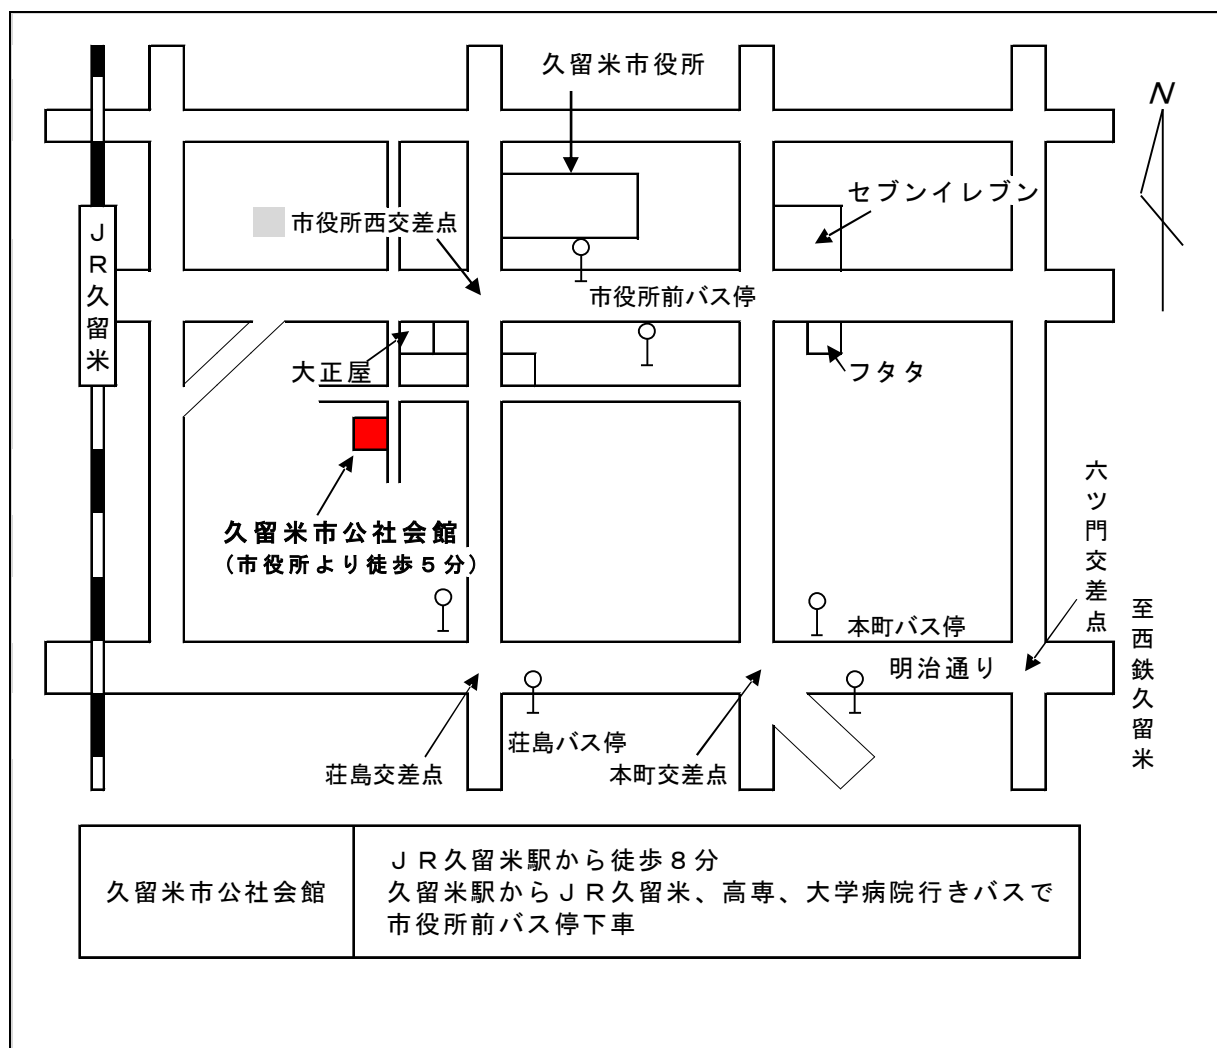 久留米市役所
N
セブンイレブン
市役所西交差点
JR久留米
市役所前バス停
大正屋
フタタ
六ツ門交差点
久留米市公社会館
(市役所より徒歩5分)
至西鉄久留米
本町バス停
明治通り
荘島バス停
荘島交差点
本町交差点
久留米市公社会館
JR久留米駅から徒歩8分
久留米駅からJR久留米、高専、大学病院行きバスで
市役所前バス停下車